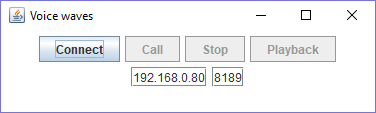 Voice waves
Connect Call Stop Playback
192.168.0.80 8189